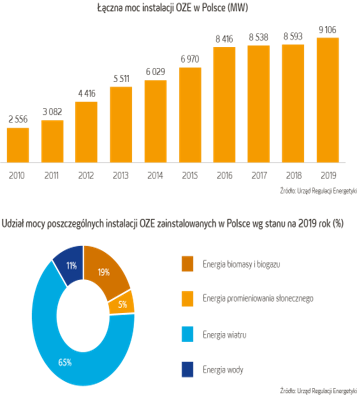 Łączna moc instalacji OZE w Polsce (MW)
2 556
3 082
4 416
5 511
6 029
6 970
8 416
8 538
8 593
9 106
2010 2011 2012 2013 2014 2015 2016 2017 2018 2019
Źródło: Urząd Regulacji Energetyki
Udział mocy poszczególnych instalacji OZE zainstalowanych w Polsce wg stanu na 2019 rok (%)
11%
19%
5%
65%
Energia biomasy i biogazu
Energia promieniowania słonecznego
Energia wiatru
Energia wody
Źródło: Urząd Regulacji Energetyki